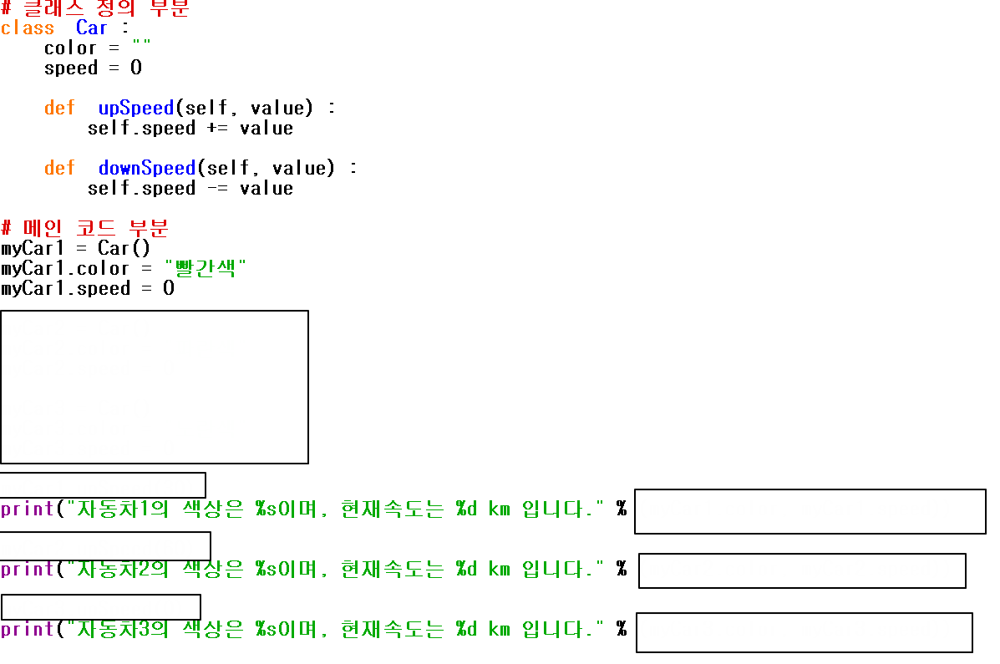 # 클래스 정의 부분
class Car :
    color = ""
    speed = 0
    def upSpeed(self, value) :
        self.speed += value
    def downSpeed(self, value) :
        self.speed -= value
# 메인 코드 부분
myCar1 = Car()
myCar1.color = "빨간색"
myCar1.speed = 0
print("자동차1의 색상은 %s이며, 현재속도는 %d km 입니다." %
print("자동차2의 색상은 %s이며, 현재속도는 %d km 입니다." %
print("자동차3의 색상은 %s이며, 현재속도는 %d km 입니다." %